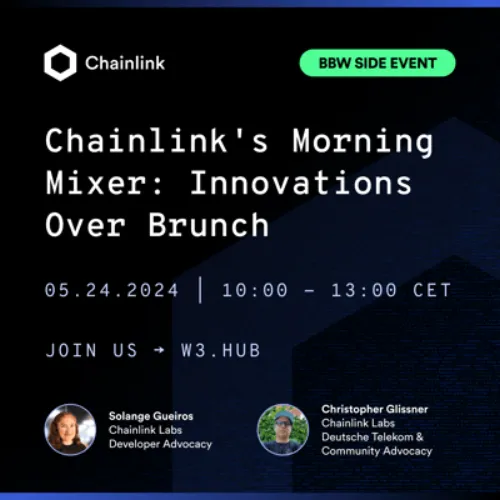 Chainlink
BBW SIDE EVENT
Chainlink's Morning
Mixer: Innovations
Over Brunch
05.24.2024 | 10:00 – 13:00 CET
JOIN US → W3.HUB
Solange Gueiros
Chainlink Labs
Developer Advocacy
Christopher Glissner
Chainlink Labs
Deutsche Telekom &
Community Advocacy